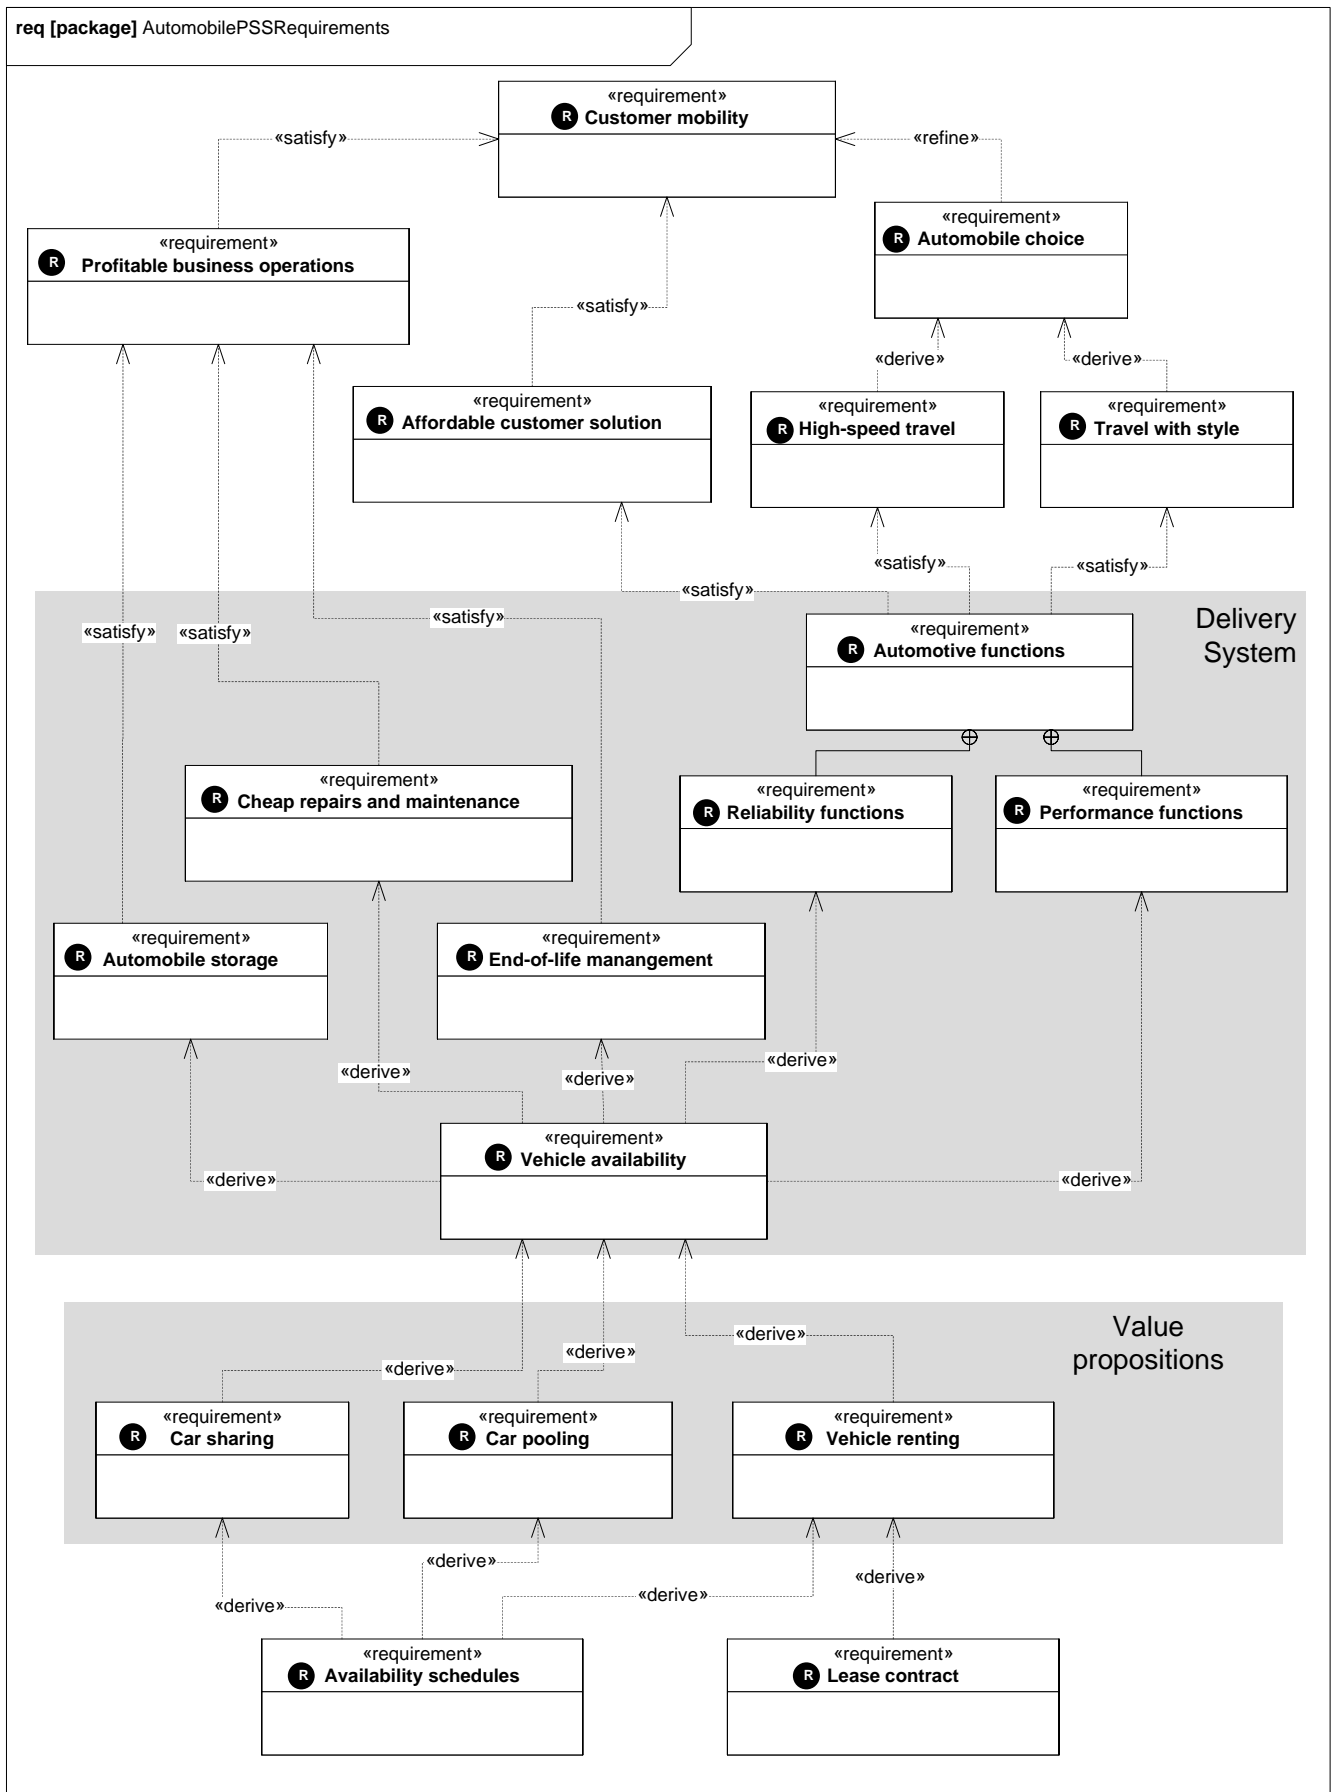 req [package] AutomobilePSSRequirements
«requirement»
R Customer mobility
«satisfy»
«refine»
«requirement»
R Automobile choice
«requirement»
R Profitable business operations
«satisfy»
«derive»
«derive»
«requirement»
R Affordable customer solution
«requirement»
R High-speed travel
«requirement»
R Travel with style
«satisfy»
«satisfy»
«satisfy»
«satisfy»
«satisfy»
«satisfy»
Delivery
System
«requirement»
R Automotive functions
«requirement»
R Cheap repairs and maintenance
«requirement»
R Reliability functions
«requirement»
R Performance functions
«requirement»
R Automobile storage
«requirement»
R End-of-life manangement
«derive»
«derive»
«derive»
«requirement»
R Vehicle availability
«derive»
«derive»
Value
propositions
«derive»
«derive»
«derive»
«requirement»
R Car sharing
«requirement»
R Car pooling
«requirement»
R Vehicle renting
«derive»
«derive»
«derive»
«derive»
«requirement»
R Availability schedules
«requirement»
R Lease contract